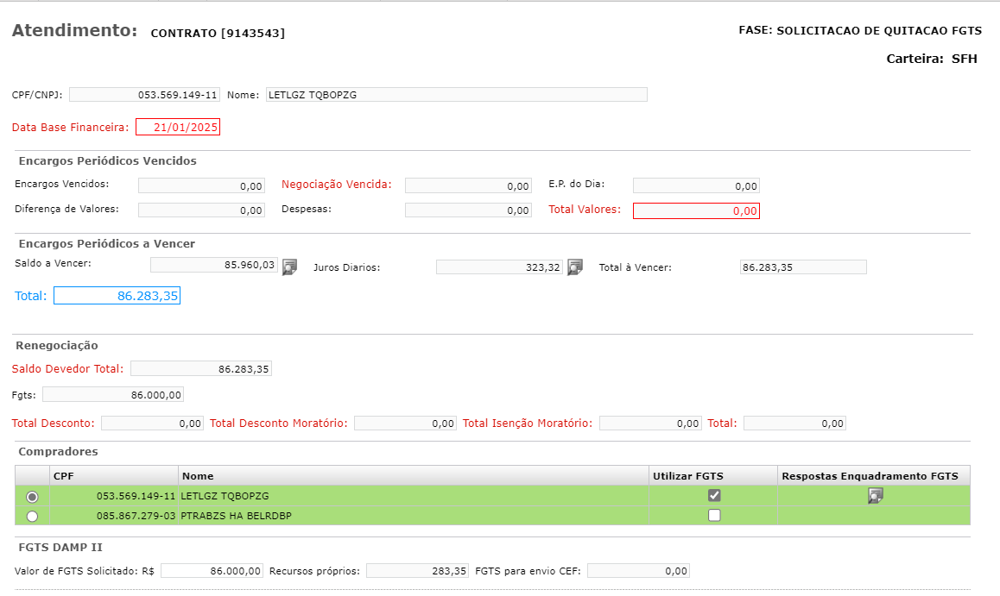 Atendimento: CONTRATO [9143543] FASE: SOLICITACAO DE QUITACAO FGTS
Carteira: SFH
CPF/CNPJ: 053.569.149-11 Nome: LETLGZ TQBOPZG
Data Base Financeira: 21/01/2025
Encargos Periódicos Vencidos
Encargos Vencidos: 0,00 Negociação Vencida: 0,00 E.P. do Dia: 0,00
Diferença de Valores: 0,00 Despesas: 0,00 Total Valores: 0,00
Encargos Periódicos a Vencer
Saldo a Vencer: 85.960,03 Juros Diarios: 323,32 Total à Vencer: 86.283,35
Total: 86.283,35
Renegociação
Saldo Devedor Total: 86.283,35
Fgts: 86.000,00
Total Desconto: 0,00 Total Desconto Moratório: 0,00 Total Isenção Moratório: 0,00 Total: 0,00
Compradores
CPF Nome Utilizar FGTS Respostas Enquadramento FGTS
053.569.149-11 LETLGZ TQBOPZG
085.867.279-03 PTRABZS HA BELRDBP
FGTS DAMP II
Valor de FGTS Solicitado: R$ 86.000,00 Recursos próprios: 283,35 FGTS para envio CEF: 0,00